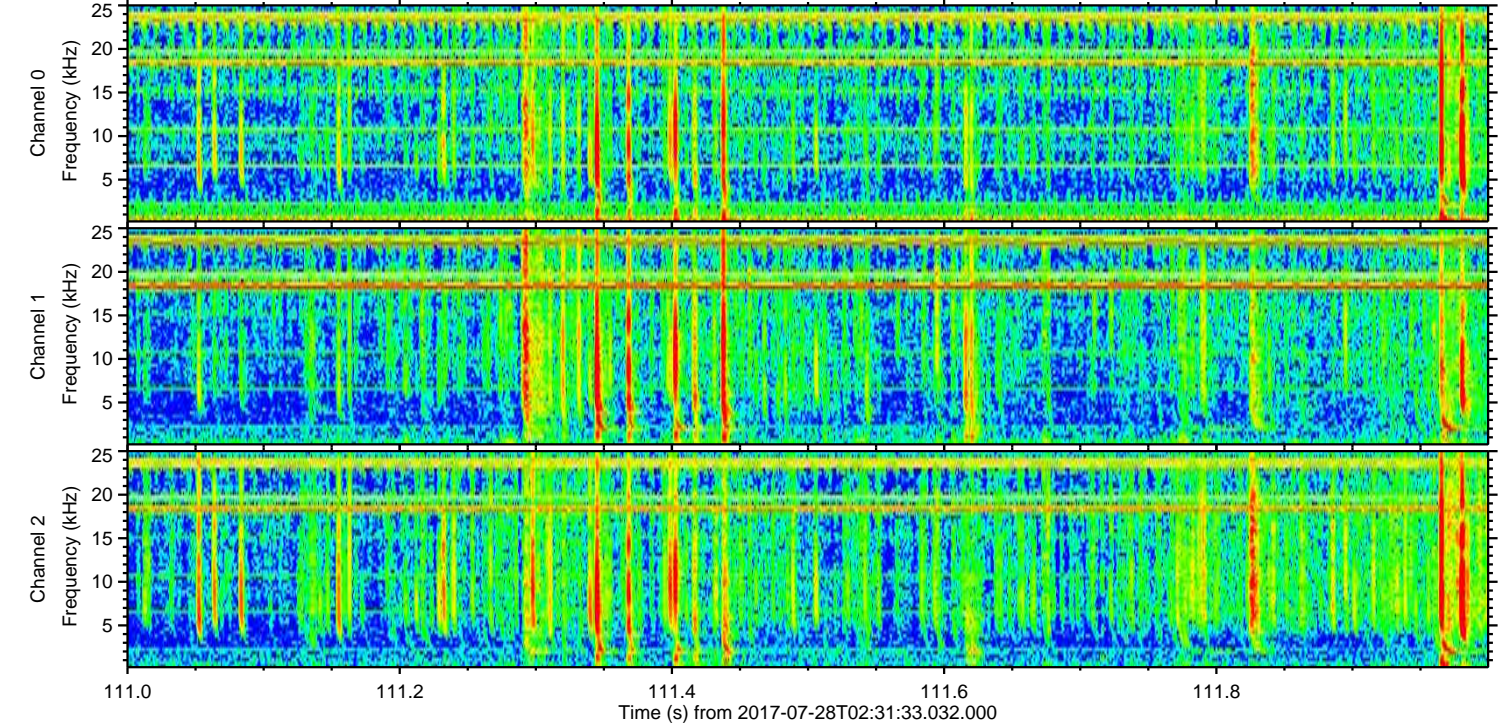 25
20
15
10
5
Channel 0
Frequency (kHz)
25
20
15
10
5
Channel 1
Frequency (kHz)
25
20
15
10
5
Channel 2
Frequency (kHz)
111.0 111.2 111.4 111.6 111.8
Time (s) from 2017-07-28T02:31:33.032.000